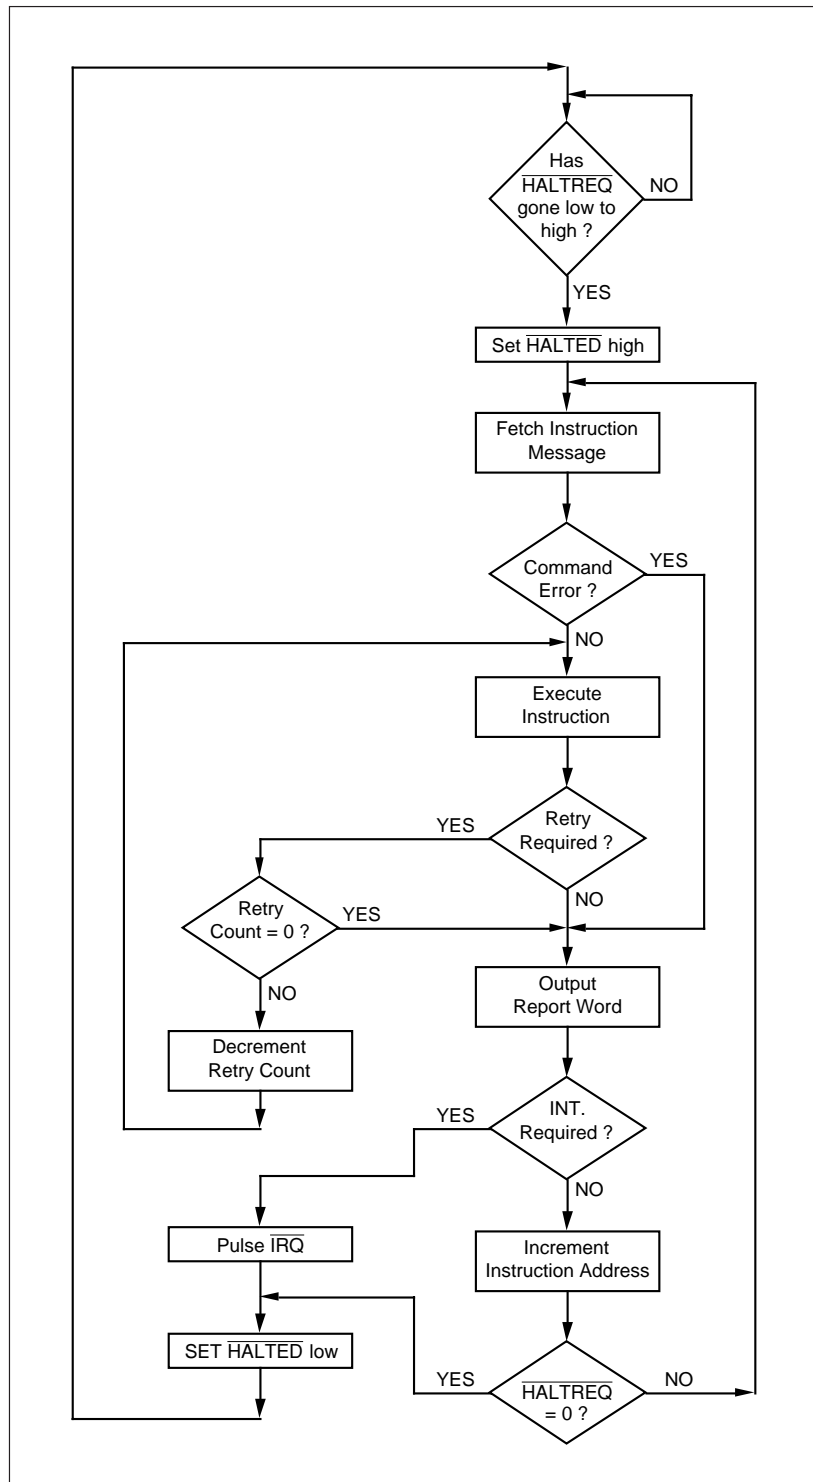 Has
HALTREQ
gone low to
high ?
NO
YES
Set HALTED high
Fetch Instruction
Message
Command
Error ?
YES
NO
Execute
Instruction
Retry
Required ?
YES
NO
Retry
Count = 0 ?
YES
NO
Decrement
Retry Count
Output
Report Word
INT.
Required ?
YES
NO
Pulse IRQ
Increment
Instruction Address
SET HALTED low
YES
HALTREQ
= 0 ?
NO